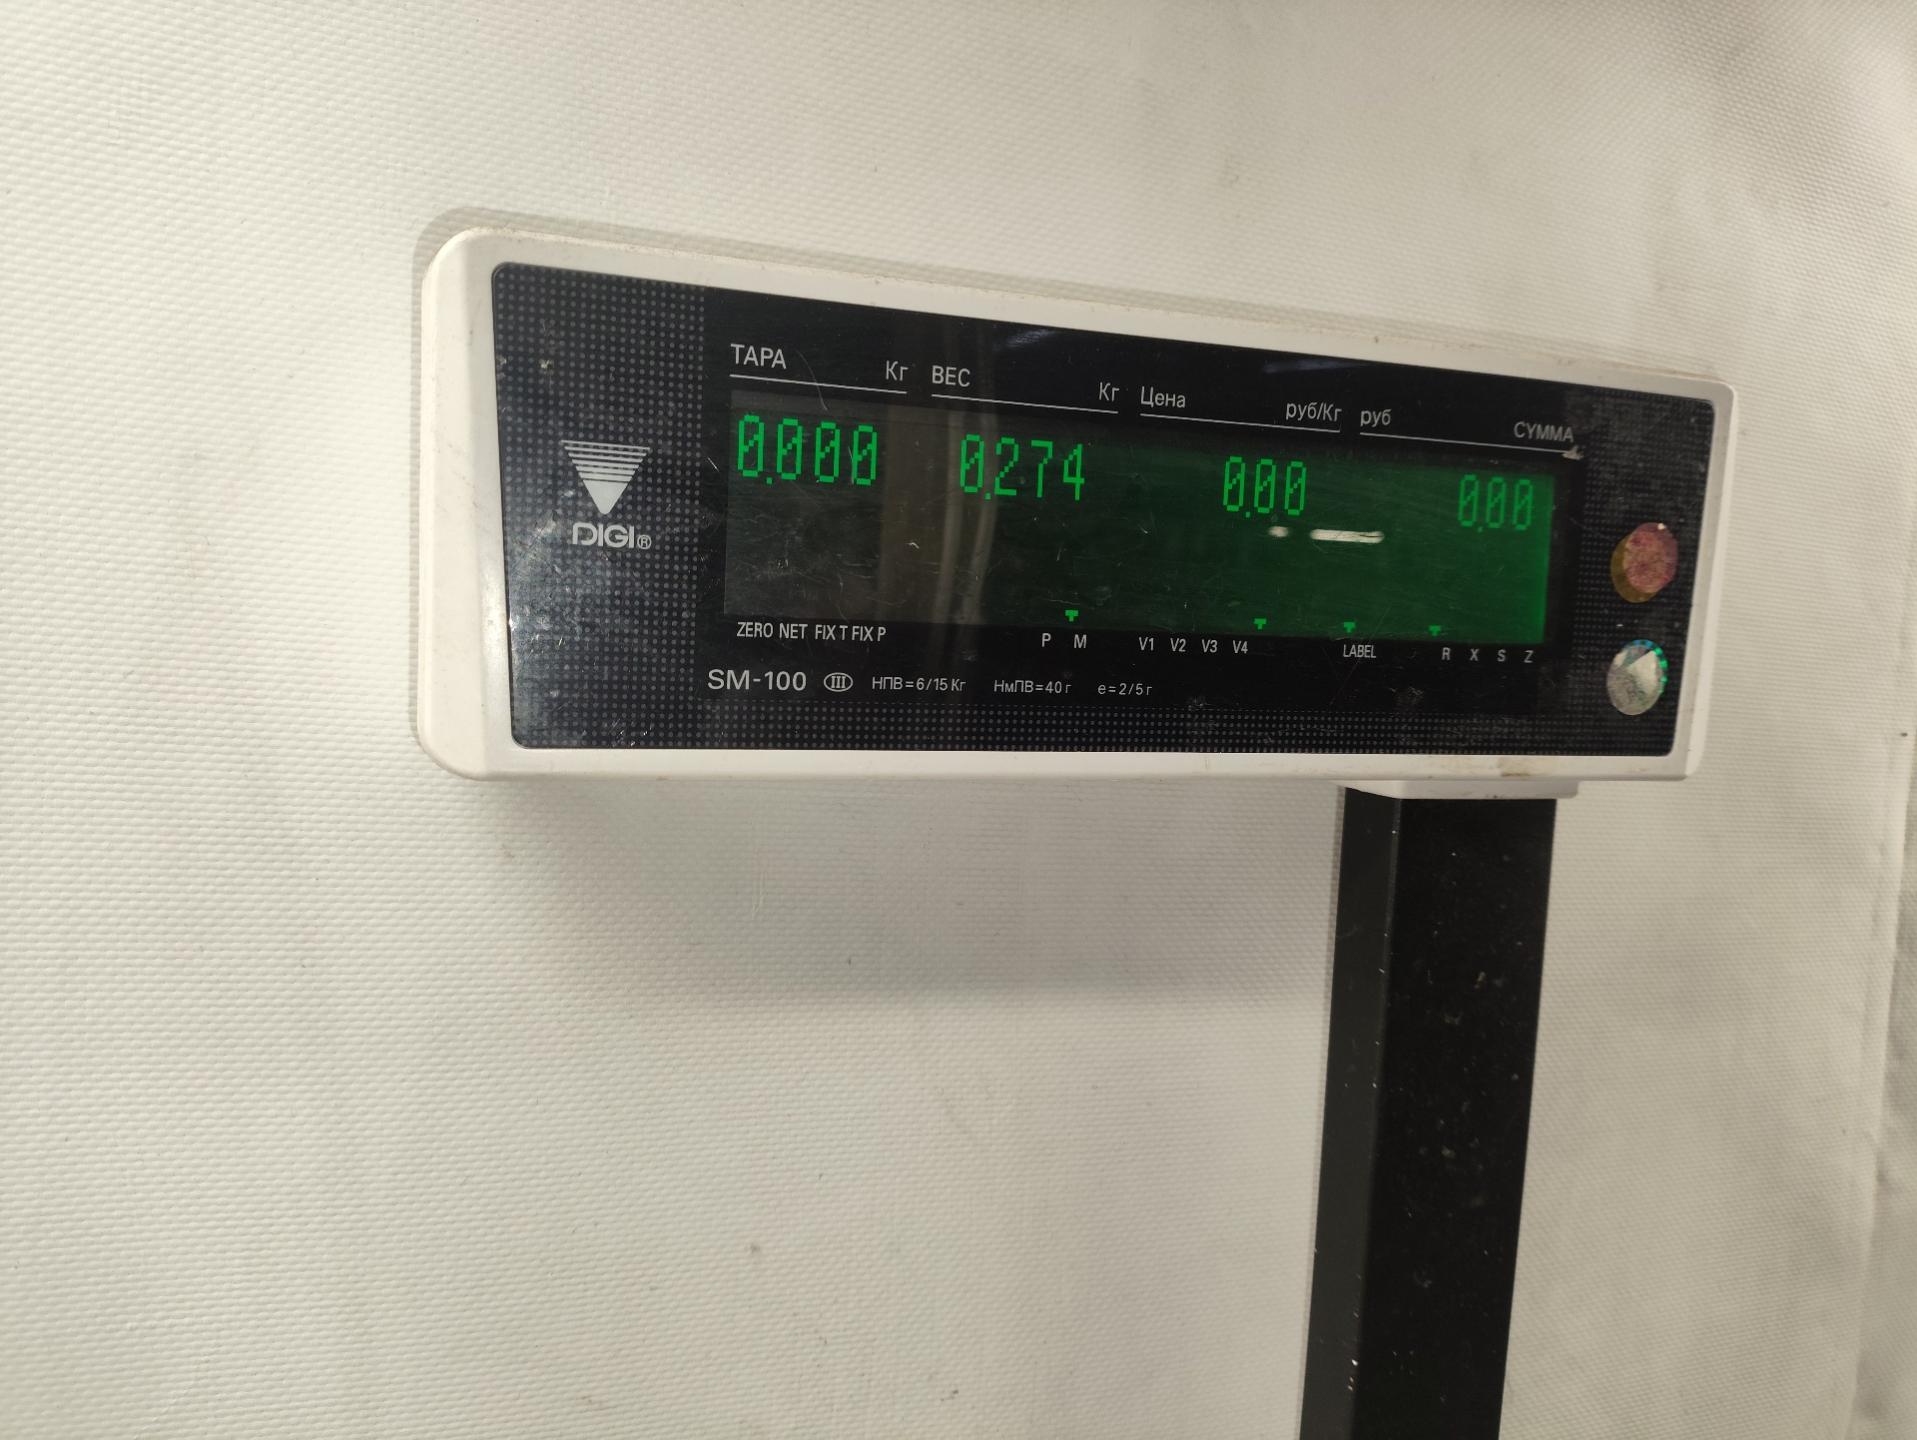 ТАРА Кг ВЕС Кг Цена руб/Кг руб СУММА
0.000 0.274 0.00 0.00
DIGI®
ZERO NET FIX T FIX P P M V1 V2 V3 V4 LABEL R X S Z
SM-100 III НПВ=6/15 Кг НмПВ=40 г е=2/5 г